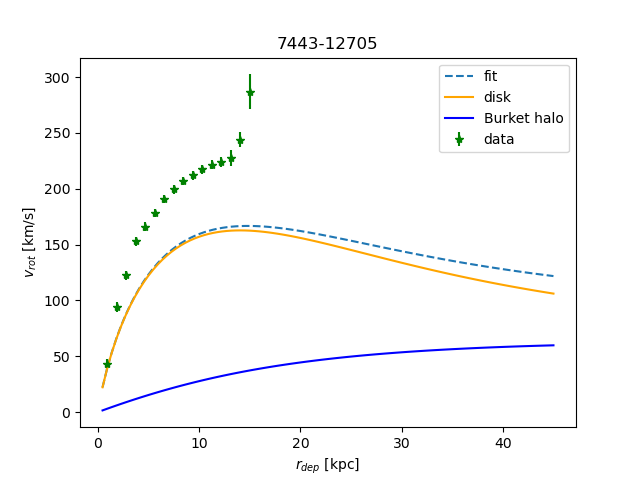 7443-12705
300
250
200
150
100
50
0
v_rot [km/s]
0 10 20 30 40
r_dep [kpc]
fit
disk
Burket halo
data